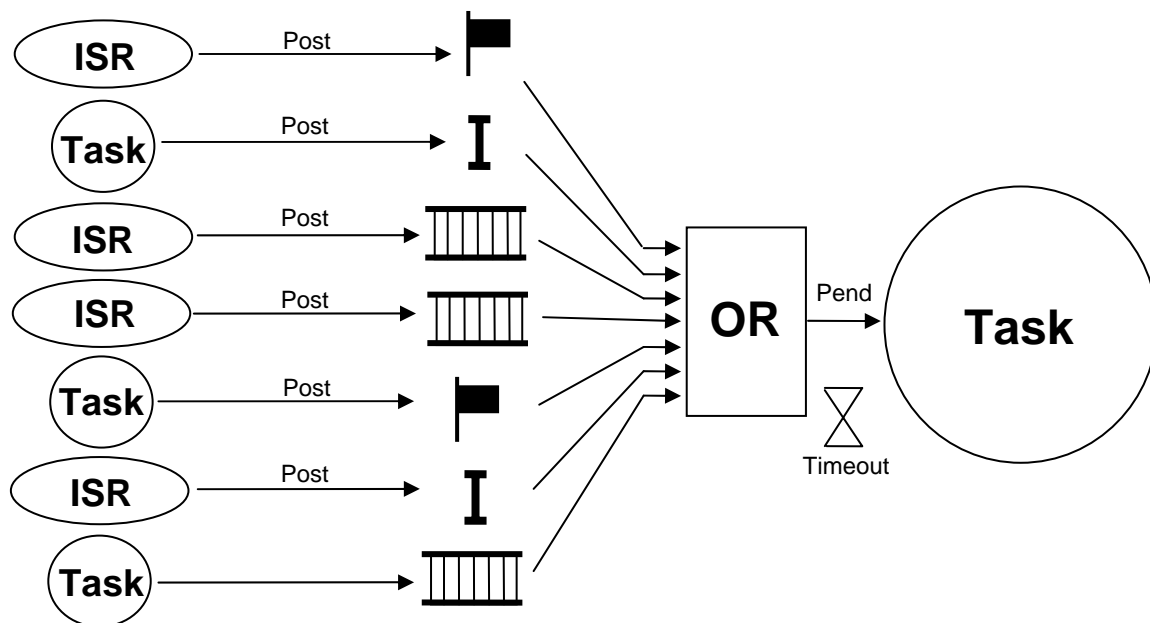 ISR
Post
Task
Post
ISR
Post
ISR
Post
Task
Post
ISR
Post
Task
OR
Pend
Timeout
Task